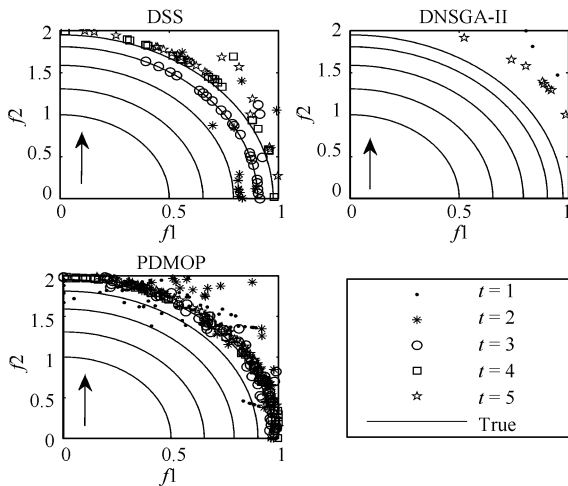 DSS
DNSGA-II
2
1.5
1
0.5
0
f2
0
0.5
1
f1
2
1.5
1
0.5
0
f2
0
0.5
1
f1
PDMOP
2
1.5
1
0.5
0
f2
0
0.5
1
f1
t = 1
t = 2
t = 3
t = 4
t = 5
True